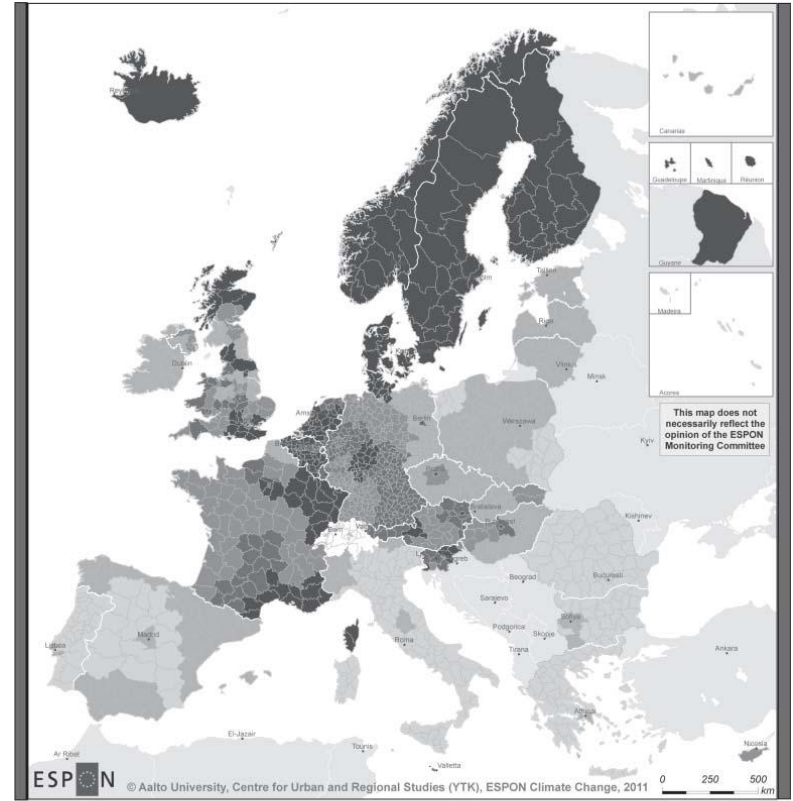 Canarias
Guadeloupe
Martinique
Réunion
Guyane
Madeira
Acores
This map does not
necessarily reflect the
opinion of the ESPON
Monitoring Committee
Tallinn
Riga
Vilnius
Minsk
Dublin
Berlin
Warszawa
Kyiv
Kishinev
Bucuresti
Beograd
Sarajevo
Podgorica
Skopje
Sofiya
Tirana
Ankara
Madrid
Lisboa
Roma
Athinai
El-Jazair
Tounis
Ar Ribat
Valletta
Nicosia
0 250 500
km
ESPON
© Aalto University, Centre for Urban and Regional Studies (YTK), ESPON Climate Change, 2011